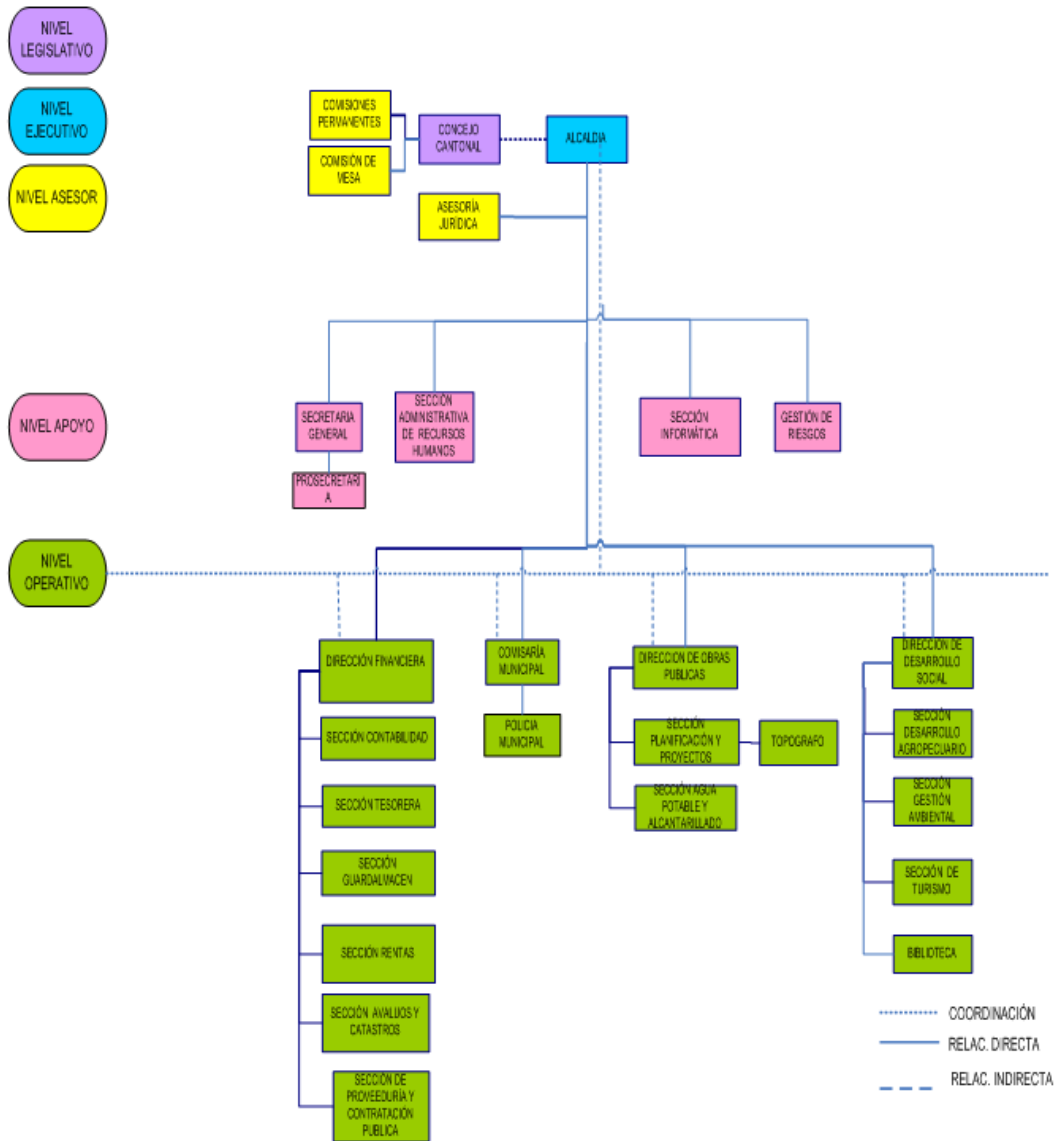 NIVEL
LEGISLATIVO
NIVEL
EJECUTIVO
NIVEL ASESOR
COMISIONES
PERMANENTES
COMISIÓN DE
MESA
CONCEJO
CANTONAL
ALCALDIA
ASESORÍA
JURÍDICA
NIVEL APOYO
SECRETARIA
GENERAL
PROSECRETARI
A
SECCIÓN
ADMINISTRATIVA
DE RECURSOS
HUMANOS
SECCIÓN
INFORMÁTICA
GESTIÓN DE
RIESGOS
NIVEL
OPERATIVO
DIRECCIÓN FINANCIERA
SECCIÓN CONTABILIDAD
SECCIÓN TESORERA
SECCIÓN
GUARDALMACEN
SECCIÓN RENTAS
SECCIÓN AVALUOS Y
CATASTROS
SECCIÓN DE
PROVEEDURÍA Y
CONTRATACIÓN
PUBLICA
COMISARÍA
MUNICIPAL
POLICIA
MUNICIPAL
DIRECCION DE OBRAS
PUBLICAS
SECCIÓN
PLANIFICACIÓN Y
PROYECTOS
TOPOGRAFO
SECCIÓN AGUA
POTABLE Y
ALCANTARILLADO
DIRECCIÓN DE
DESARROLLO
SOCIAL
SECCIÓN
DESARROLLO
AGROPECUARIO
SECCIÓN
GESTIÓN
AMBIENTAL
SECCIÓN DE
TURISMO
BIBLIOTECA
COORDINACIÓN
RELAC. DIRECTA
RELAC. INDIRECTA